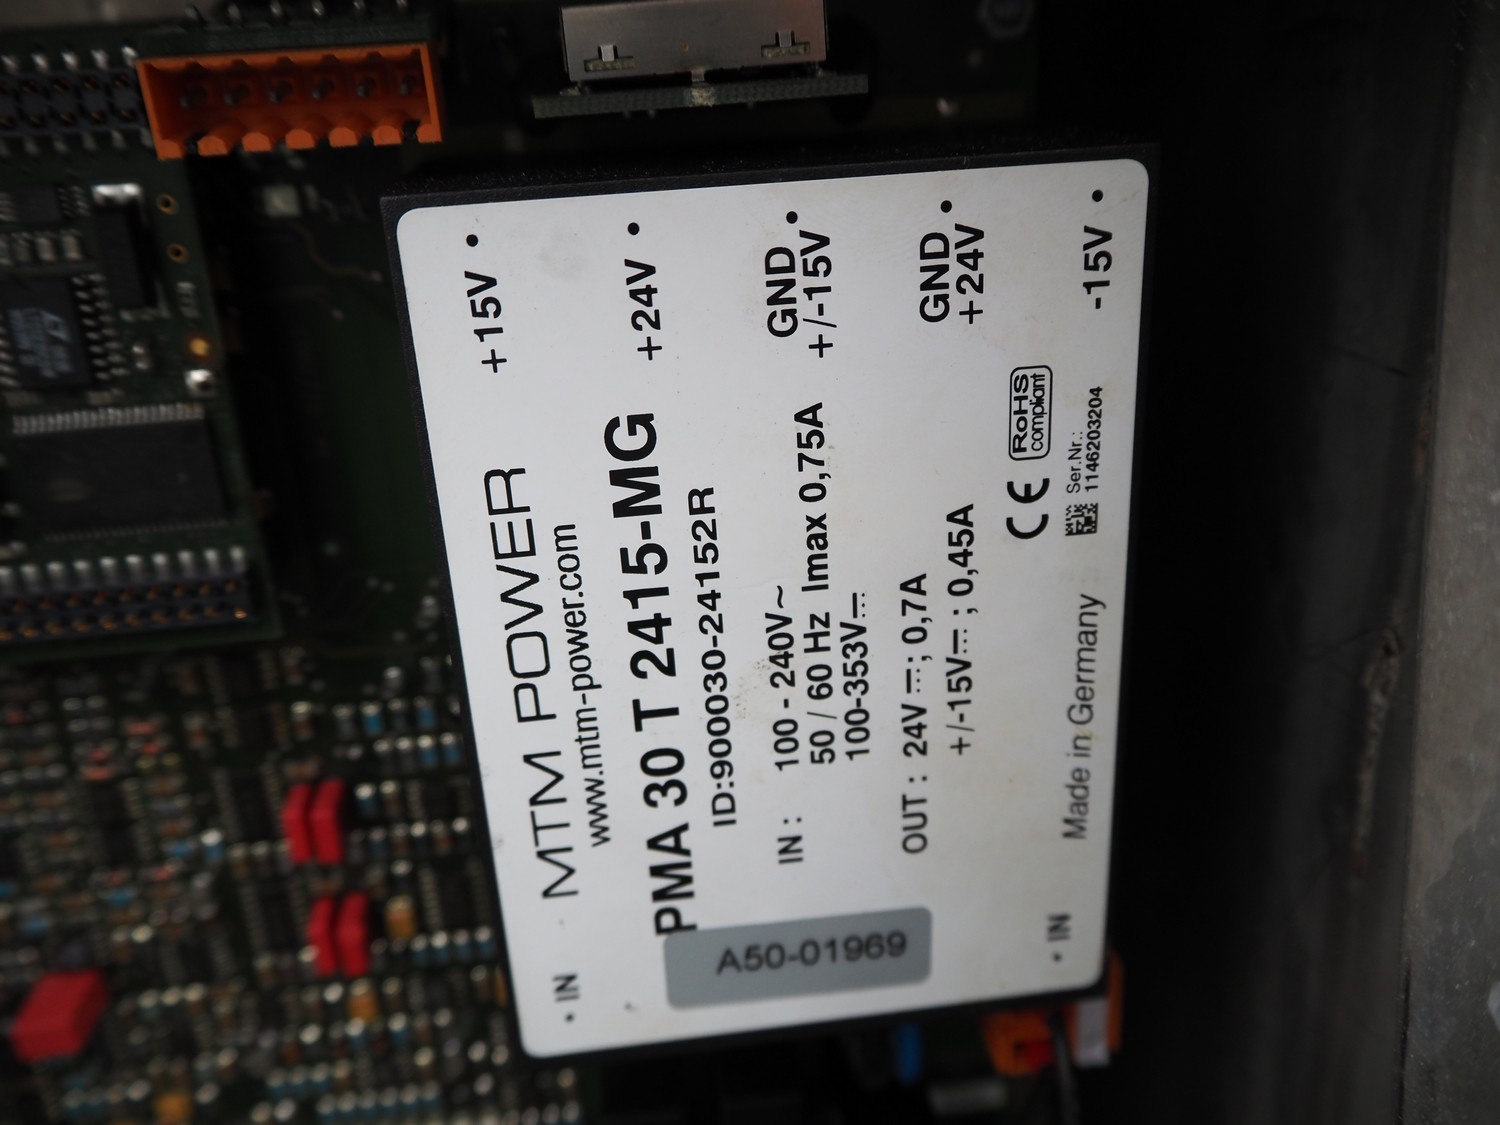 MTM POWER
www.mtm-power.com
PMA 30 T 2415-MG
ID:900030-24152R
IN : 100 - 240V~
50 / 60 Hz Imax 0,75A
100-353V⎓
OUT : 24V⎓; 0,7A
+/-15V⎓ ; 0,45A
CE RoHS
compliant
Made in Germany
Ser.Nr.:
1146203204
• IN
• IN
+15V •
+24V •
GND •
+/-15V
GND •
+24V
-15V •
A50-01969